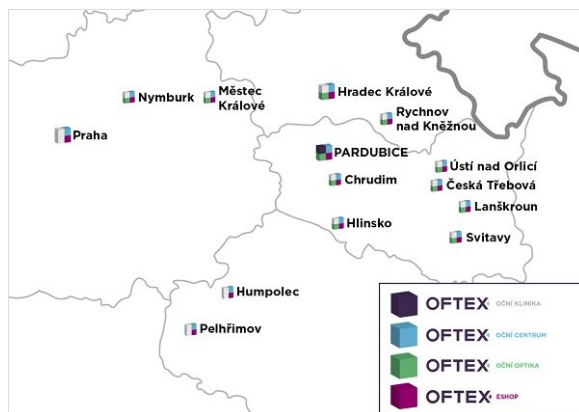 Nymburk
Městec
Králové
Hradec Králové
Rychnov
nad Kněžnou
Praha
PARDUBICE
Ústí nad Orlicí
Chrudim
Česká Třebová
Lanškroun
Hlinsko
Svitavy
Humpolec
Pelhřimov
OFTEX OČNÍ KLINIKA
OFTEX OČNÍ CENTRUM
OFTEX OČNÍ OPTIKA
OFTEX ESHOP